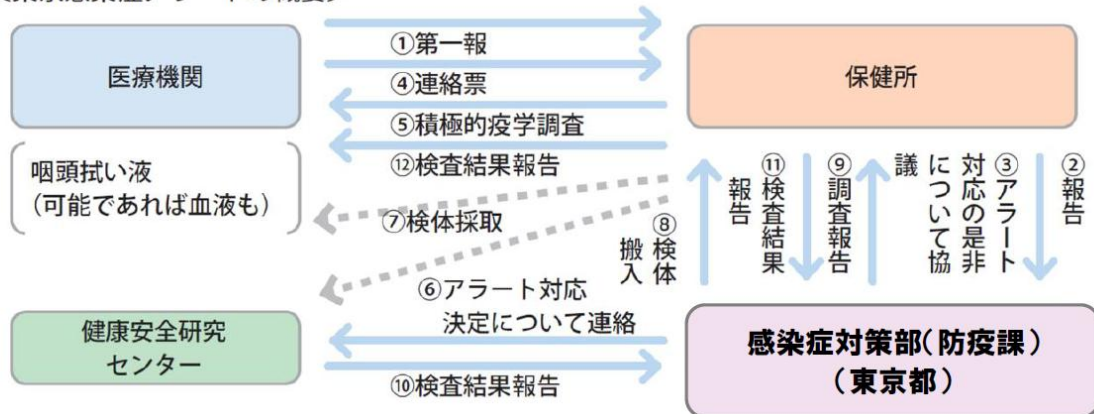 医療機関
保健所
①第一報
④連絡票
⑤積極的疫学調査
⑫検査結果報告
咽頭拭い液
(可能であれば血液も)
⑦検体採取
⑧検体
搬入
⑪検査結果
報告
⑨調査報告
③アラート
対応の是非
について協
議
②報告
⑥アラート対応
決定について連絡
健康安全研究
センター
⑩検査結果報告
感染症対策部(防疫課)
(東京都)